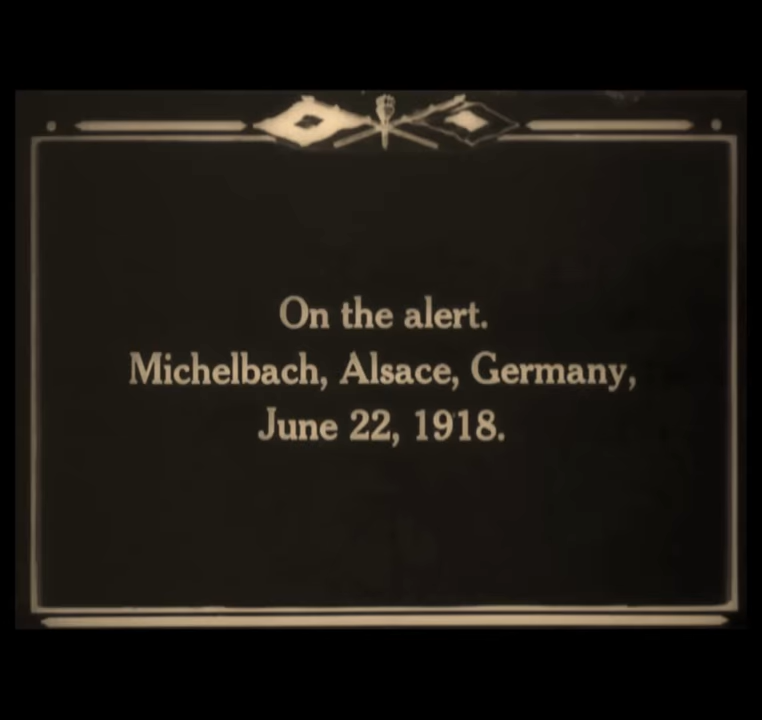 On the alert.
Michelbach, Alsace, Germany,
June 22, 1918.